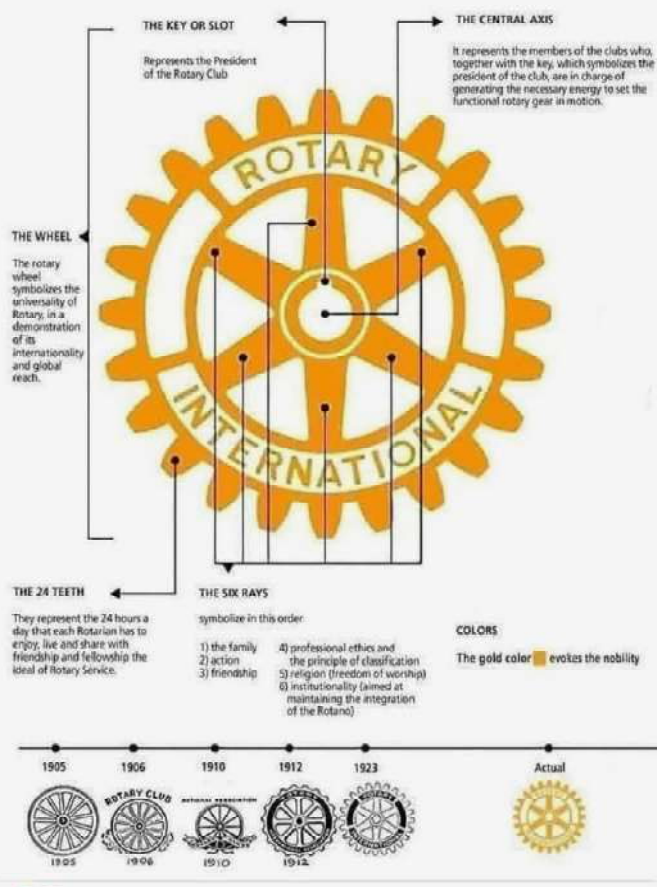 THE KEY OR SLOT
Represents the President
of the Rotary Club
THE CENTRAL AXIS
It represents the members of the clubs who,
together with the key, which symbolizes the
president of the club, are in charge of
generating the necessary energy to set the
functional rotary gear in motion.
ROTARY
INTERNATIONAL
THE WHEEL
The rotary
wheel
symbolizes the
universality of
Rotary, in a
demonstration
of its
internationality
and global
reach.
THE 24 TEETH
They represent the 24 hours a
day that each Rotarian has to
enjoy, live and share with
friendship and fellowship the
ideal of Rotary Service.
THE SIX RAYS
symbolize in this order
1) the family
2) action
3) friendship
4) professional ethics and
the principle of classification
5) religion (freedom of worship)
6) institutionality (aimed at
maintaining the integration
of the Rotano)
COLORS
The gold color evokes the nobility
1905
1906
1910
1912
1923
Actual
ROTARY CLUB
NATIONAL ASSOCIATION
1905
1906
1910
1912